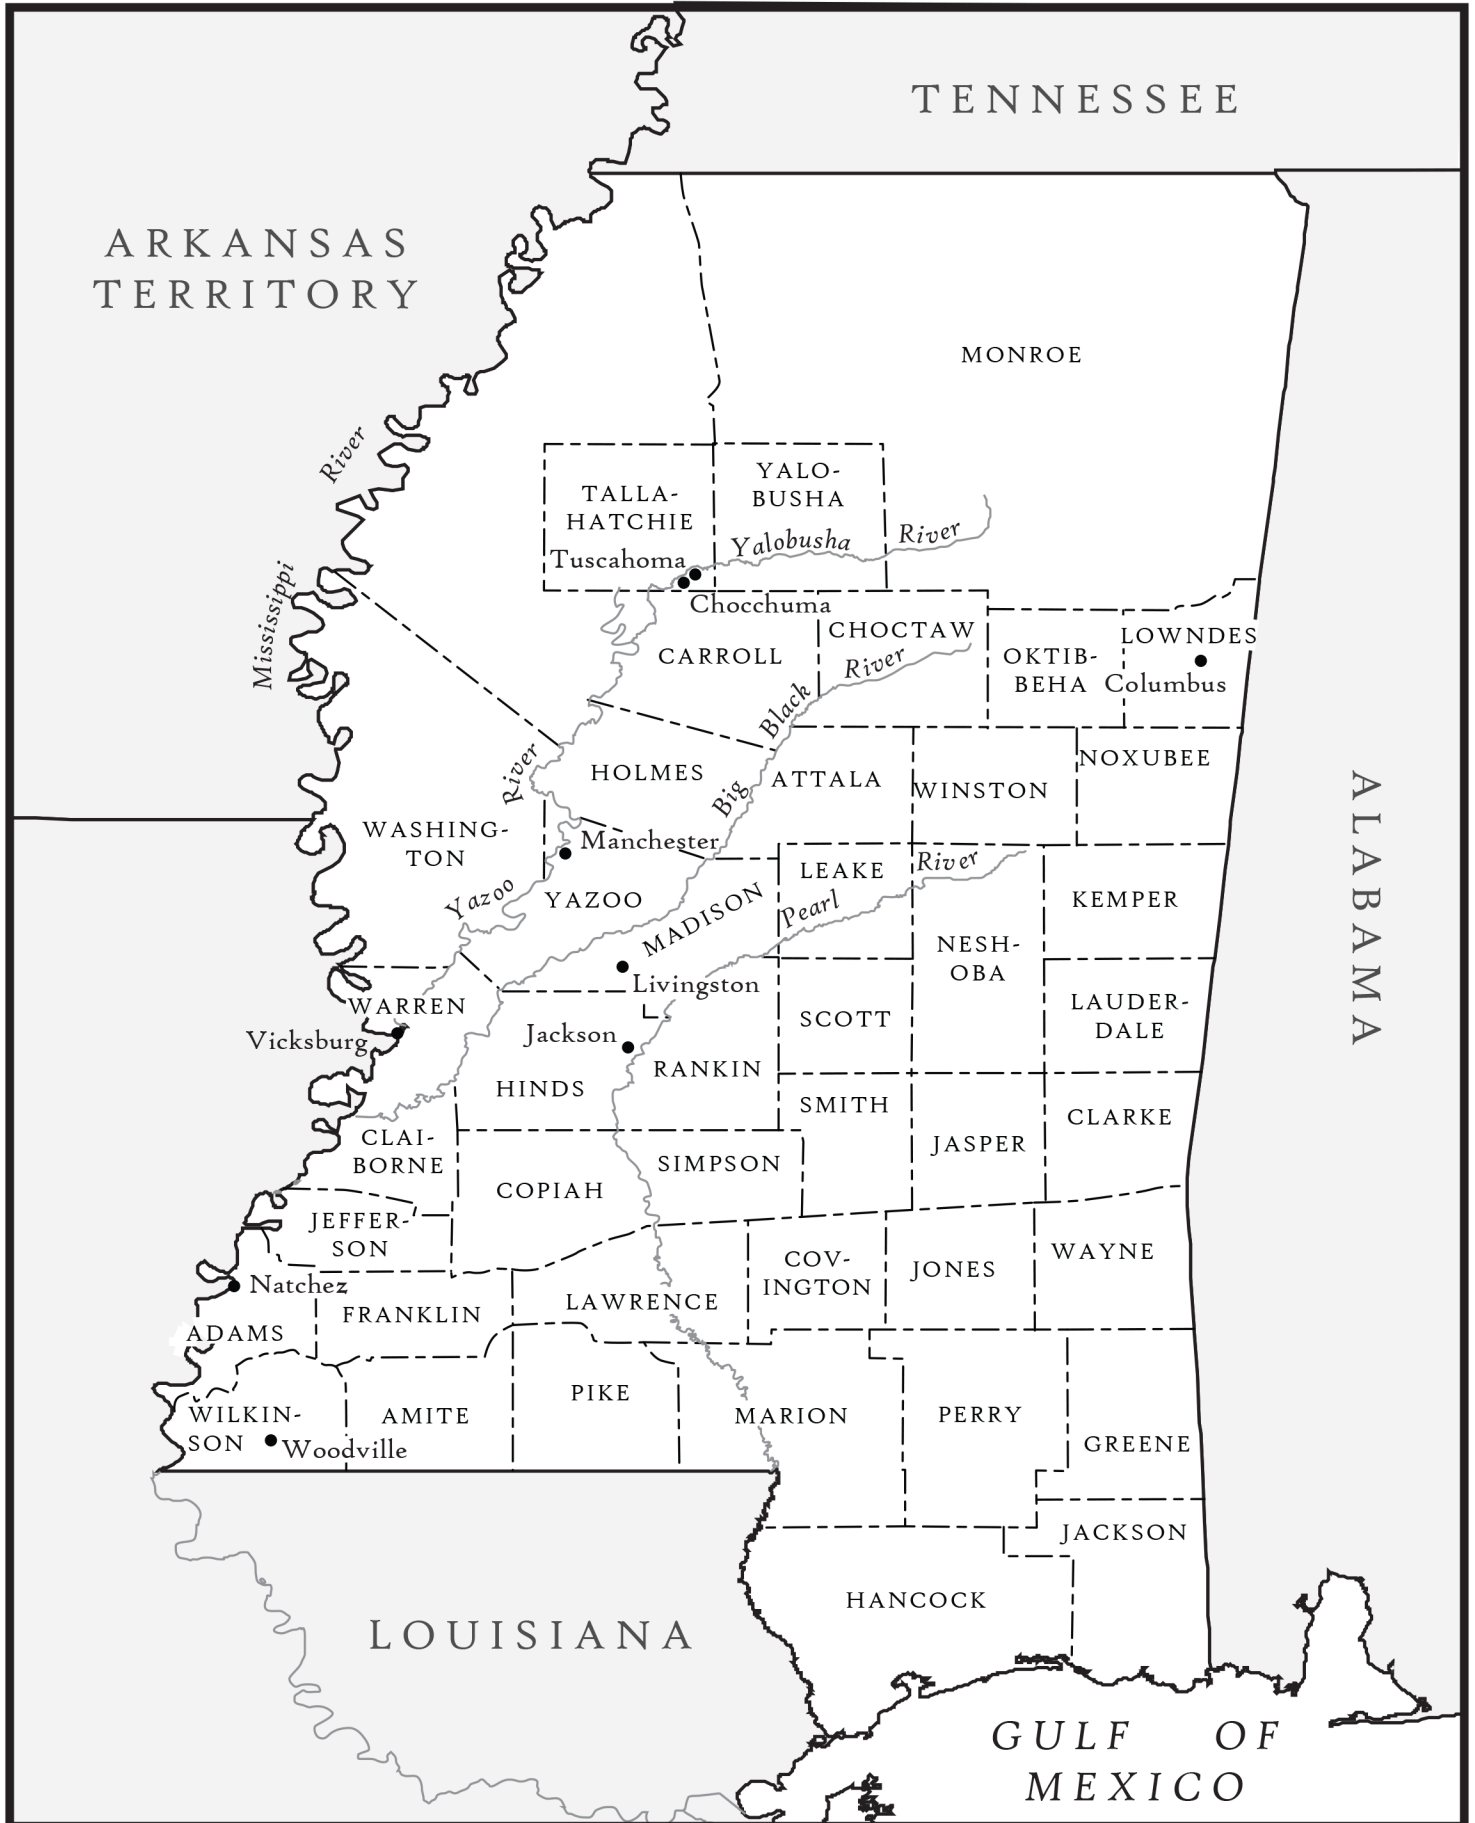 TENNESSEE
ARKANSAS
TERRITORY
MONROE
River
Mississippi
YALO-
BUSHA
TALLA-
HATCHIE
Yalobusha River
Tuscahoma
Chocchuma
CHOCTAW
LOWNDES
CARROLL
OKTIB-
BEHA
Columbus
Big Black River
HOLMES
ATTALA
WINSTON
NOXUBEE
WASHING-
TON
Manchester
Yazoo River
YAZOO
MADISON
LEAKE
Pearl River
KEMPER
NESH-
OBA
ALABAMA
Livingston
WARREN
Vicksburg
Jackson
SCOTT
LAUDER-
DALE
HINDS
RANKIN
SMITH
CLARKE
CLAI-
BORNE
JASPER
SIMPSON
COPIAH
JEFFER-
SON
COV-
INGTON
JONES
WAYNE
Natchez
FRANKLIN
LAWRENCE
ADAMS
WILKIN-
SON
Woodville
AMITE
PIKE
MARION
PERRY
GREENE
JACKSON
HANCOCK
LOUISIANA
GULF OF
MEXICO